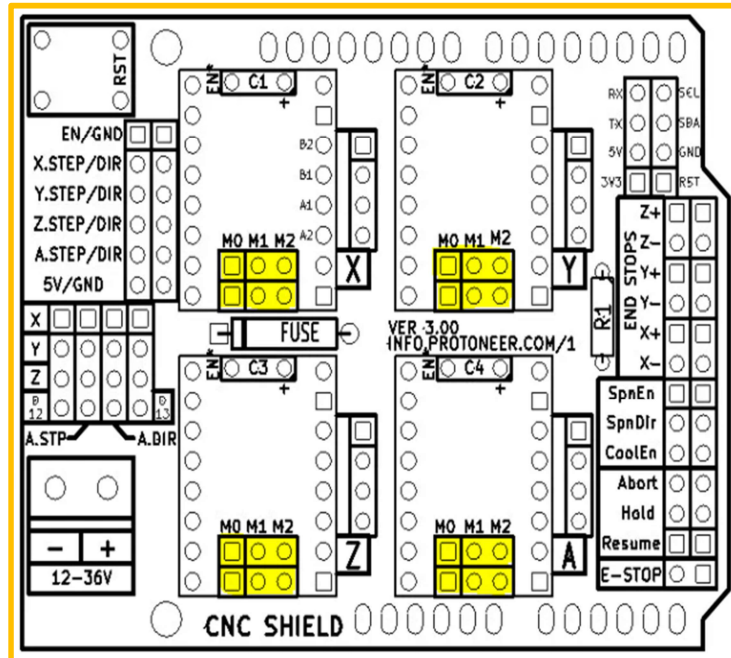 RST
EN/GND
X.STEP/DIR
Y.STEP/DIR
Z.STEP/DIR
A.STEP/DIR
5V/GND
EN*
C1
+
B2
B1
A1
A2
M0 M1 M2
X
EN*
C2
+
M0 M1 M2
Y
RX
SCL
TX
SDA
5V
GND
3V3
RST
END STOPS
Z+
Z-
Y+
Y-
X+
X-
R1
FUSE
VER 3.00
INFO.PROTONEER.COM/1
X
Y
Z
D
12
D
13
A.STP
A.DIR
- +
12-36V
EN*
C3
+
M0 M1 M2
Z
EN*
C4
+
M0 M1 M2
A
SpnEn
SpnDir
CoolEn
Abort
Hold
Resume
E-STOP
CNC SHIELD